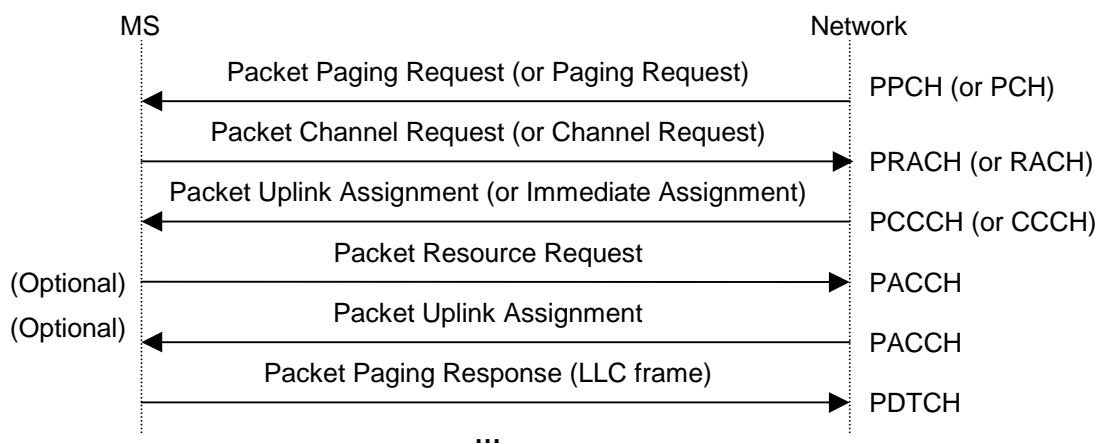 MS Network
Packet Paging Request (or Paging Request)
PPCH (or PCH)
Packet Channel Request (or Channel Request)
PRACH (or RACH)
Packet Uplink Assignment (or Immediate Assignment)
PCCCH (or CCCH)
Packet Resource Request
(Optional) PACCH
Packet Uplink Assignment
(Optional) PACCH
Packet Paging Response (LLC frame)
PDTCH
...